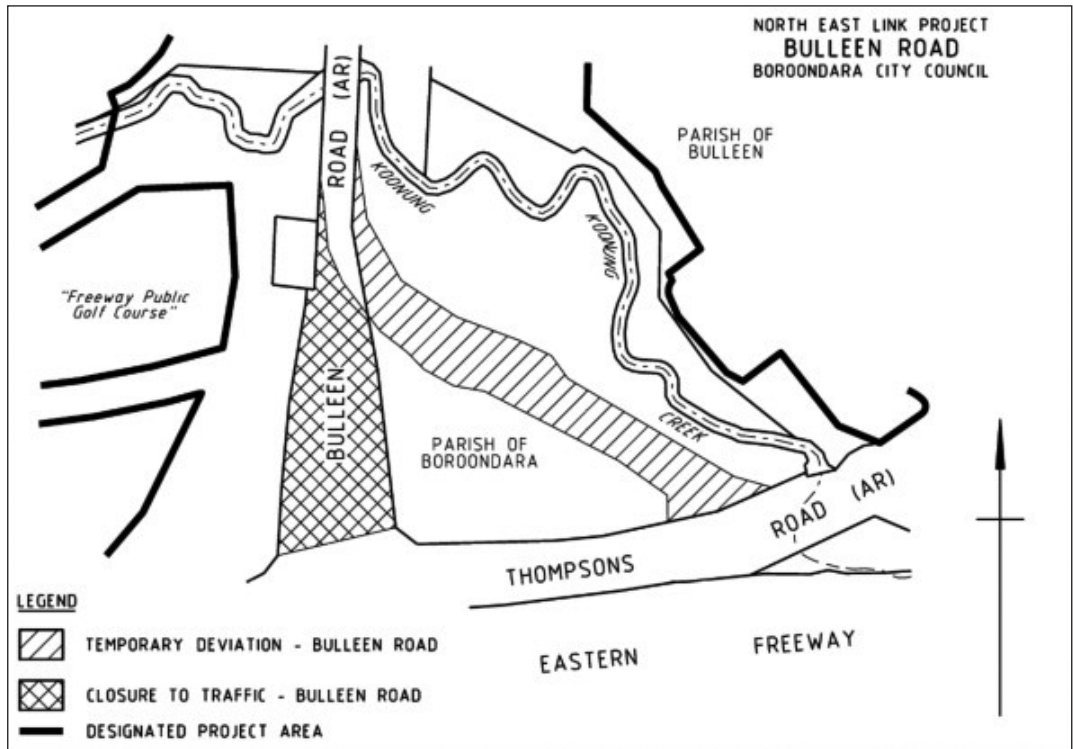 NORTH EAST LINK PROJECT
BULLEEN ROAD
BOROONDARA CITY COUNCIL
PARISH OF
BULLEEN
ROAD (AR)
KOONUNG
KOONUNG
"Freeway Public
Golf Course"
BULLEEN
CREEK
PARISH OF
BOROONDARA
ROAD (AR)
THOMPSONS
EASTERN FREEWAY
LEGEND
TEMPORARY DEVIATION - BULLEEN ROAD
CLOSURE TO TRAFFIC - BULLEEN ROAD
DESIGNATED PROJECT AREA